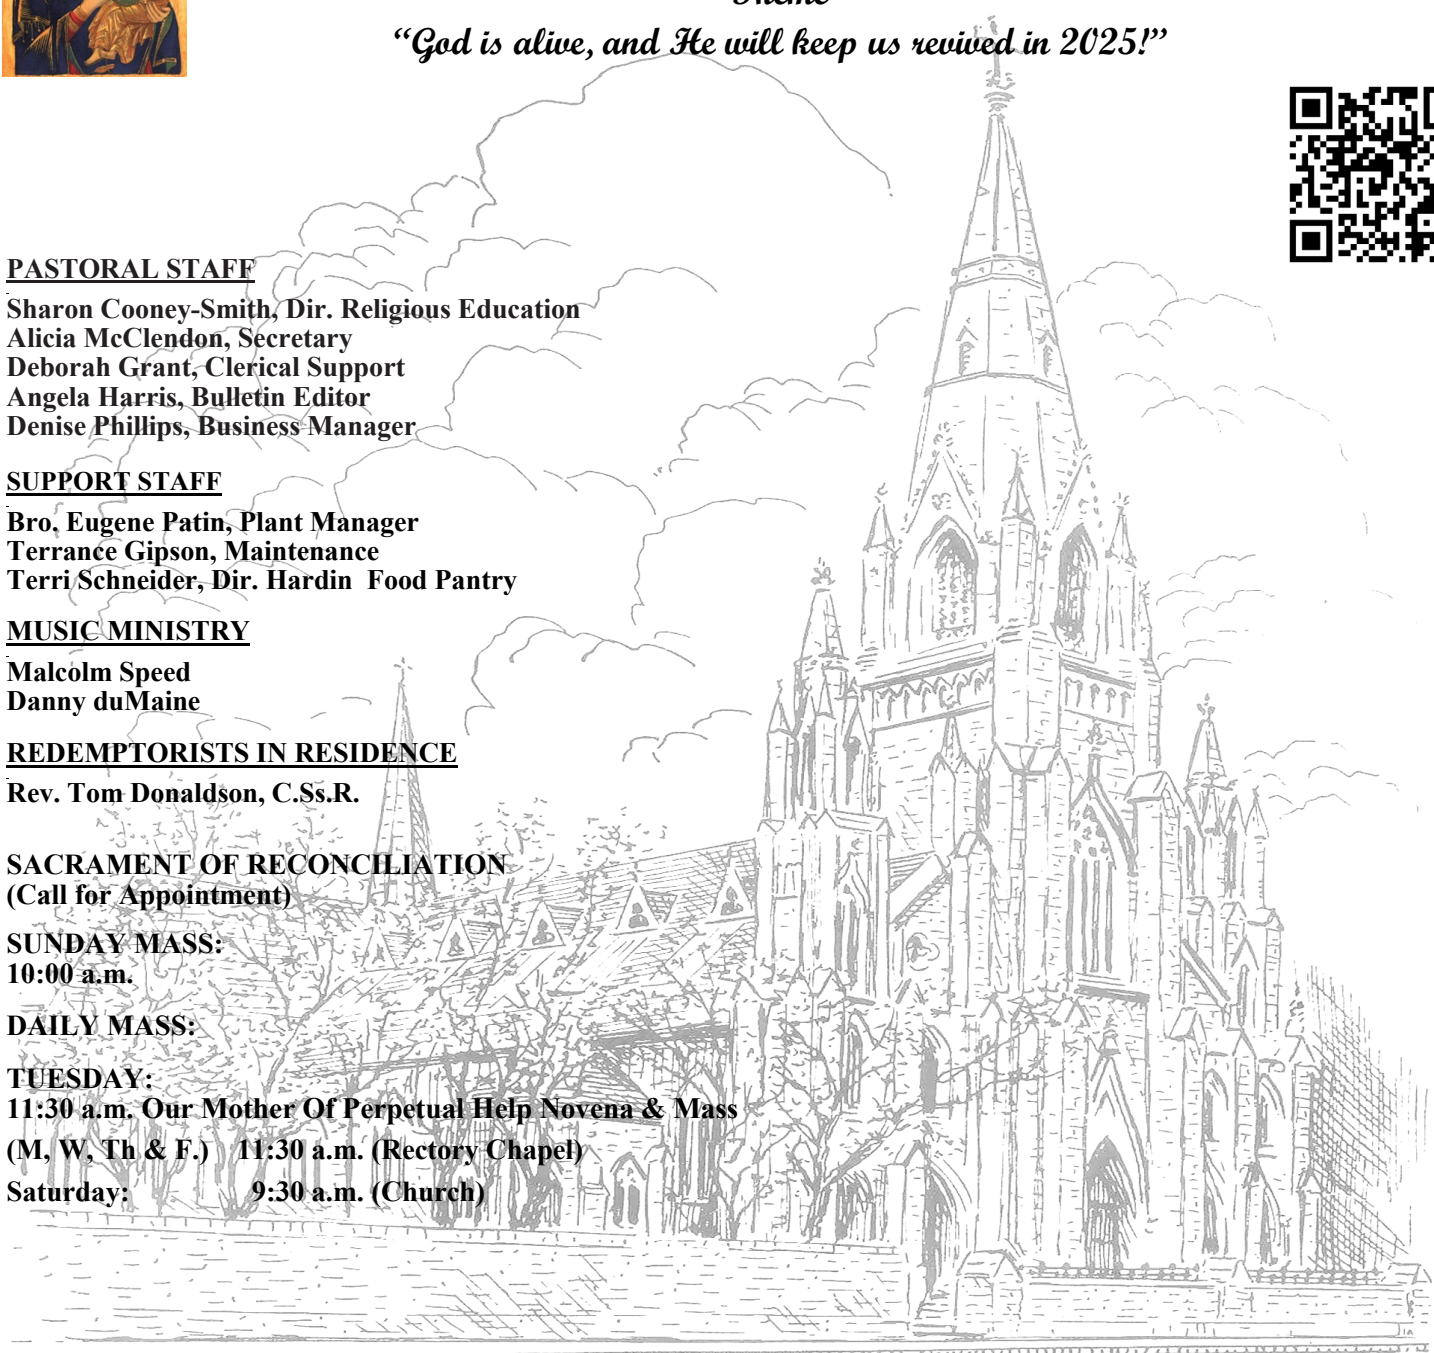 Theme
“God is alive, and He will keep us revived in 2025!”
PASTORAL STAFF
Sharon Cooney-Smith, Dir. Religious Education
Alicia McClendon, Secretary
Deborah Grant, Clerical Support
Angela Harris, Bulletin Editor
Denise Phillips, Business Manager
SUPPORT STAFF
Bro. Eugene Patin, Plant Manager
Terrance Gipson, Maintenance
Terri Schneider, Dir. Hardin  Food Pantry
MUSIC MINISTRY
Malcolm Speed
Danny duMaine
REDEMPTORISTS IN RESIDENCE
Rev. Tom Donaldson, C.Ss.R.
SACRAMENT OF RECONCILIATION
(Call for Appointment)
SUNDAY MASS:
10:00 a.m.
DAILY MASS:
TUESDAY:
11:30 a.m. Our Mother Of Perpetual Help Novena & Mass
(M, W, Th & F.)    11:30 a.m. (Rectory Chapel)
Saturday:    9:30 a.m. (Church)